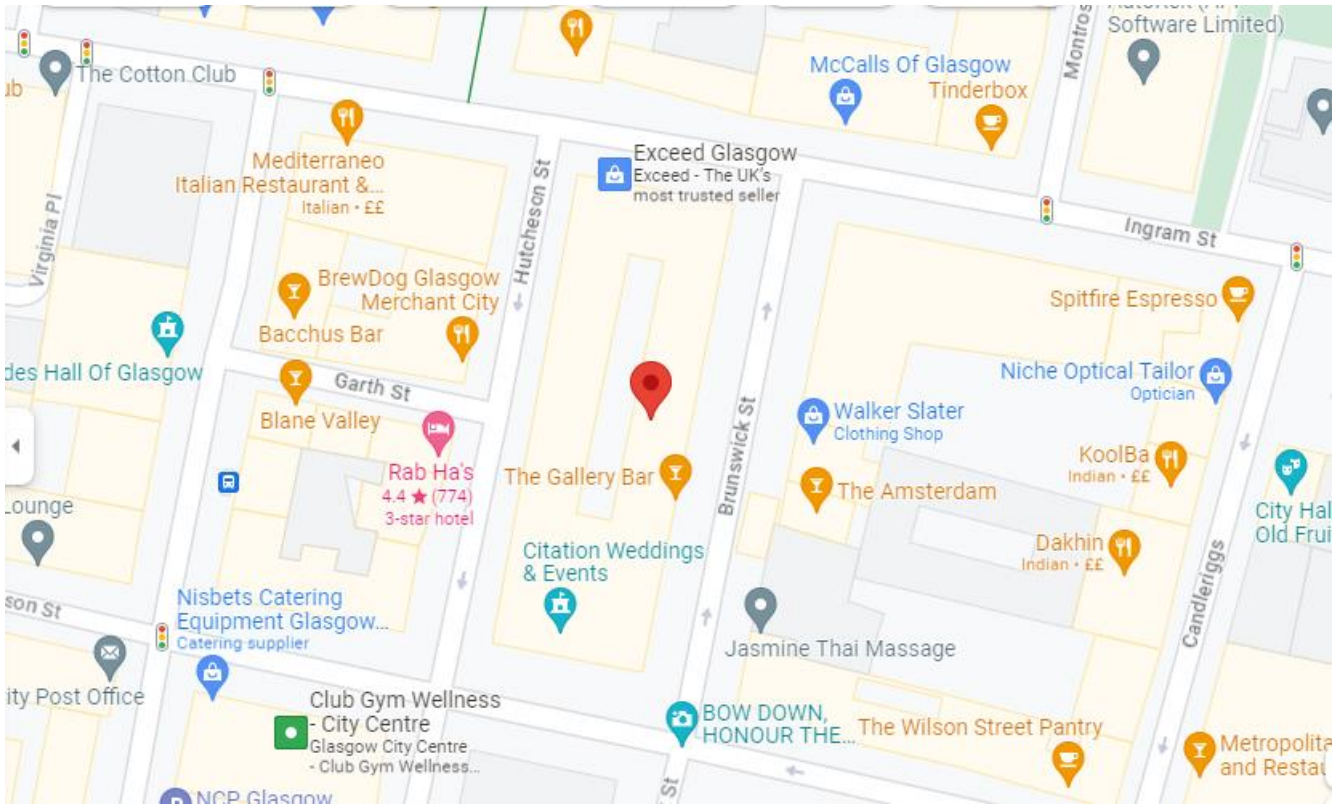 Software Limited)
Montros
The Cotton Club
ub
McCalls Of Glasgow
Tinderbox
Mediterraneo
Italian Restaurant &...
Italian • ££
Exceed Glasgow
Exceed - The UK's
most trusted seller
Virginia Pl
Hutcheson St
Ingram St
BrewDog Glasgow
Merchant City
Bacchus Bar
Spitfire Espresso
des Hall Of Glasgow
Garth St
Blane Valley
Niche Optical Tailor
Optician
Walker Slater
Clothing Shop
Rab Ha's
4.4 ★ (774)
3-star hotel
The Gallery Bar
Brunswick St
The Amsterdam
KoolBa
Indian • ££
City Hal
Old Frui
Lounge
Dakhin
Indian • ££
Citation Weddings
& Events
Candleriggs
son St
Nisbets Catering
Equipment Glasgow...
Catering supplier
Jasmine Thai Massage
ity Post Office
Club Gym Wellness
- City Centre
Glasgow City Centre
- Club Gym Wellness...
BOW DOWN,
HONOUR THE...
The Wilson Street Pantry
Metropolita
and Restau
NCP Glasgow
St